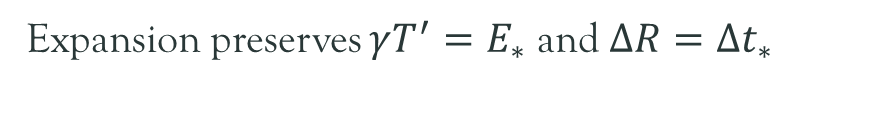 Expansion preserves γT′ = E∗ and ΔR = Δt∗